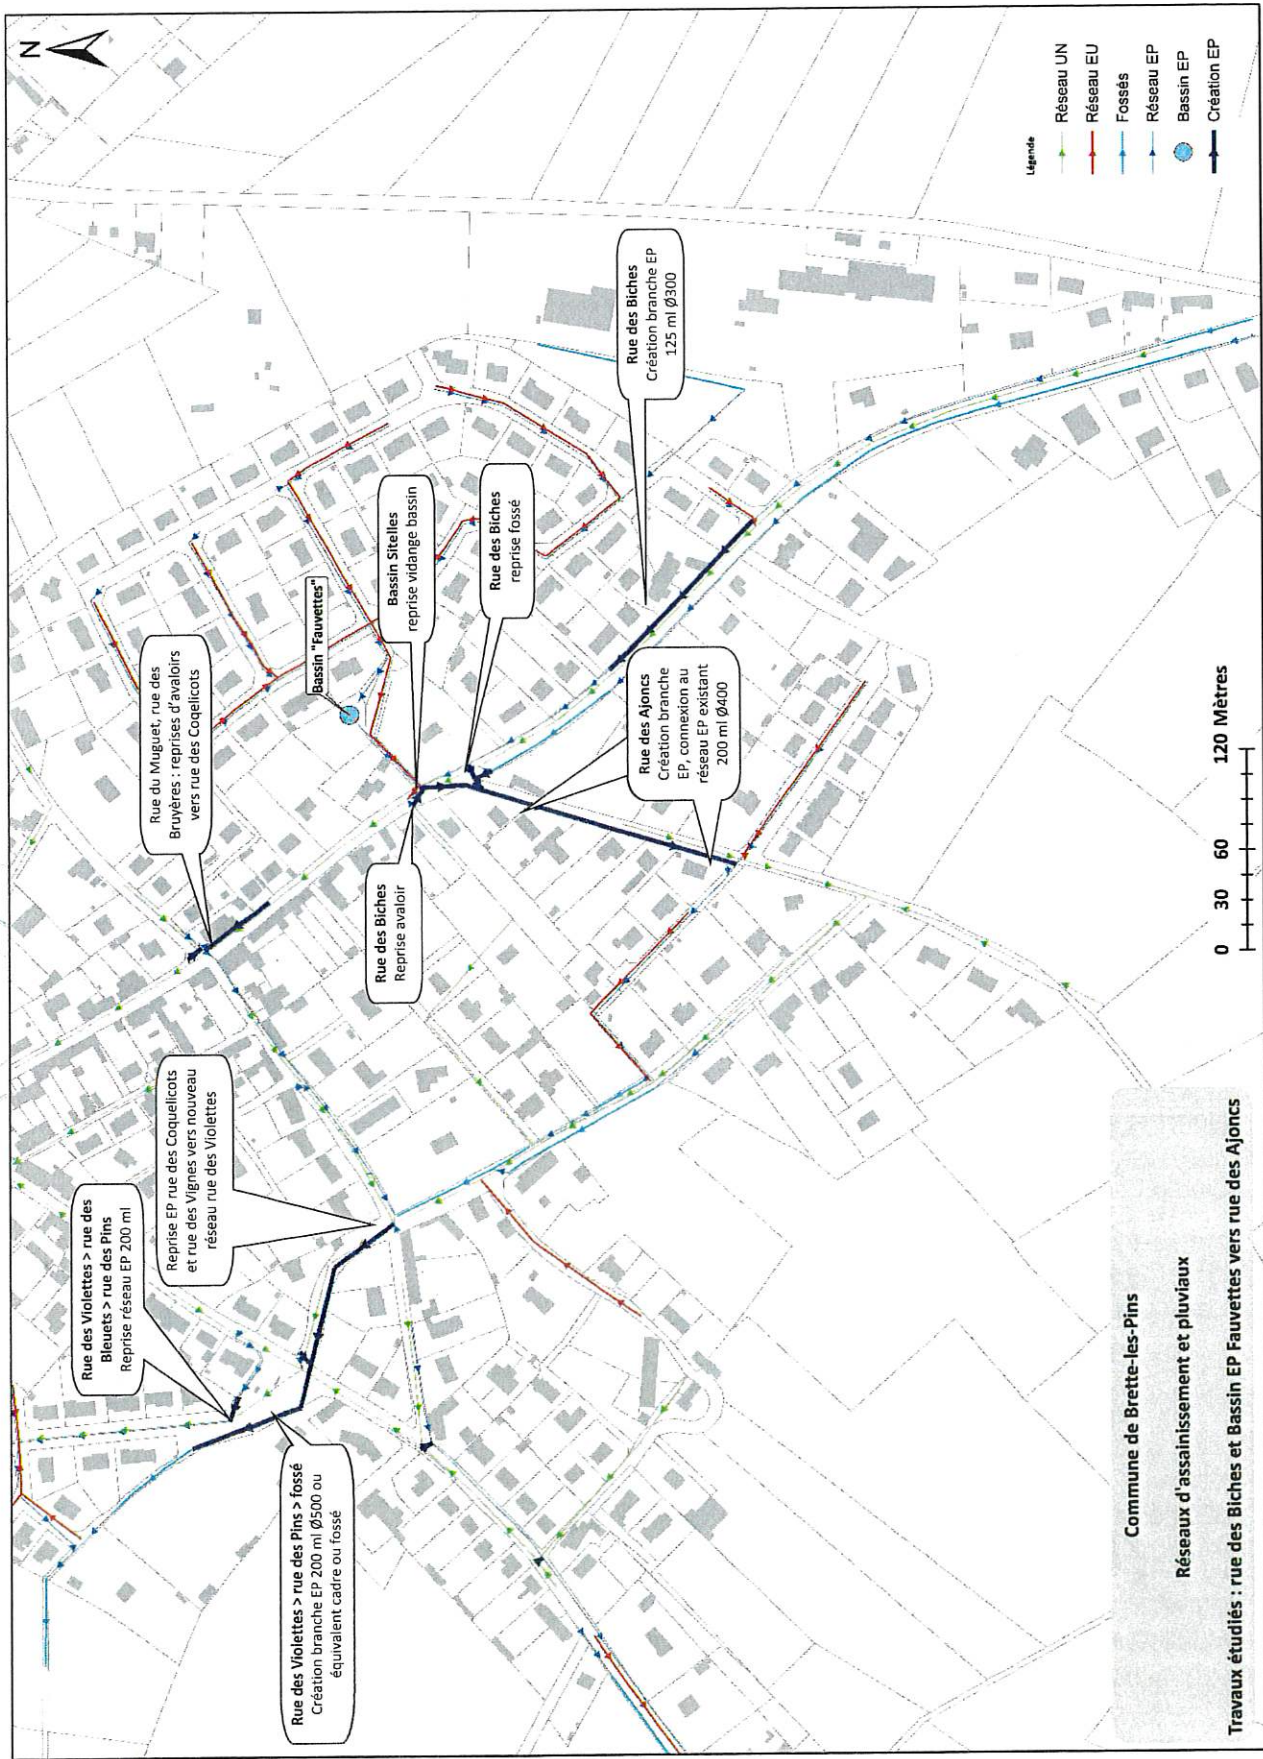 N
Légende
Réseau UN
Réseau EU
Fossés
Réseau EP
Bassin EP
Création EP
Rue des Violettes > rue des
Bleuets > rue des Pins
Reprise réseau EP 200 ml
Reprise EP rue des Coquelicots
et rue des Vignes vers nouveau
réseau rue des Violettes
Rue du Muguet, rue des
Bruyères : reprises d'avaloirs
vers rue des Coqelicots
Bassin "Fauvettes"
Bassin Sitelles
reprise vidange bassin
Rue des Biches
reprise fossé
Rue des Biches
Création branche EP
125 ml Ø300
Rue des Biches
Reprise avaloir
Rue des Ajoncs
Création branche
EP, connexion au
réseau EP existant
200 ml Ø400
Rue des Violettes > rue des Pins > fossé
Création branche EP 200 ml Ø500 ou
équivalent cadre ou fossé
0 30 60 120 Mètres
Commune de Brette-les-Pins
Réseaux d'assainissement et pluviaux
Travaux étudiés : rue des Biches et Bassin EP Fauvettes vers rue des Ajoncs